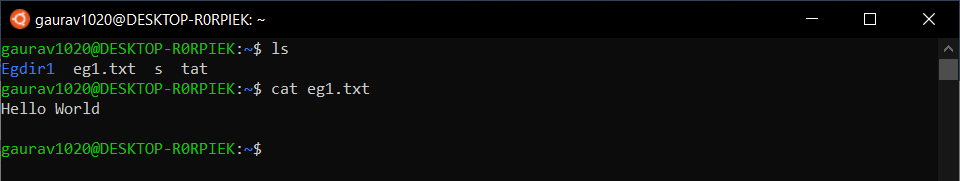 gaurav1020@DESKTOP-R0RPIEK: ~
gaurav1020@DESKTOP-R0RPIEK:~$ ls
Egdir1  eg1.txt  s  tat
gaurav1020@DESKTOP-R0RPIEK:~$ cat eg1.txt
Hello World
gaurav1020@DESKTOP-R0RPIEK:~$